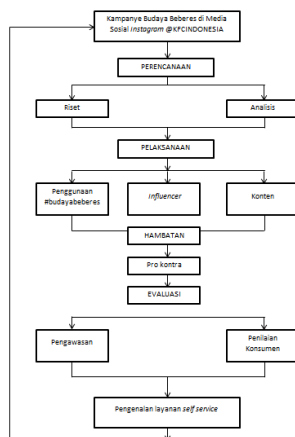 Kampanye Budaya Beberes di Media
Sosial Instagram @KFCINDONESIA
PERENCANAAN
Riset
Analisis
PELAKSANAAN
Penggunaan
#budayabeberes
Influencer
Konten
HAMBATAN
Pro kontra
EVALUASI
Pengawasan
Penilaian
Konsumen
Pengenalan layanan self service